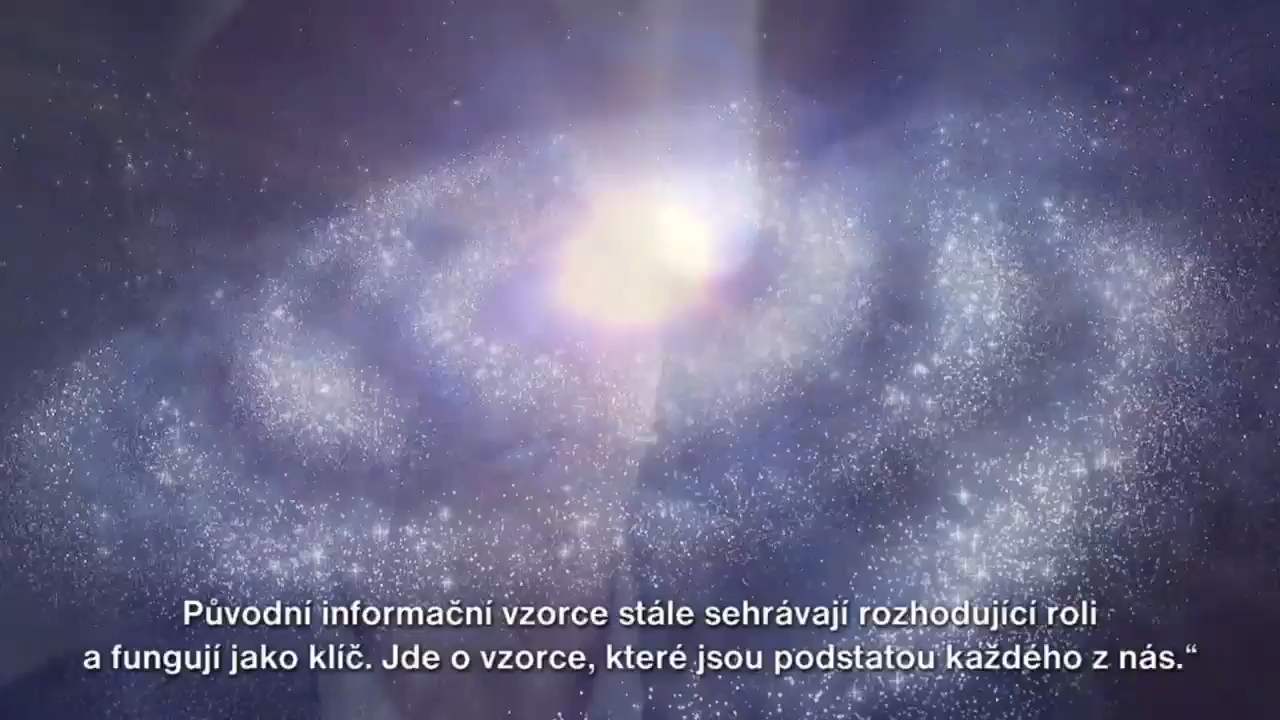 Původní informační vzorce stále sehrávají rozhodující roli
a fungují jako klíč. Jde o vzorce, které jsou podstatou každého z nás.“